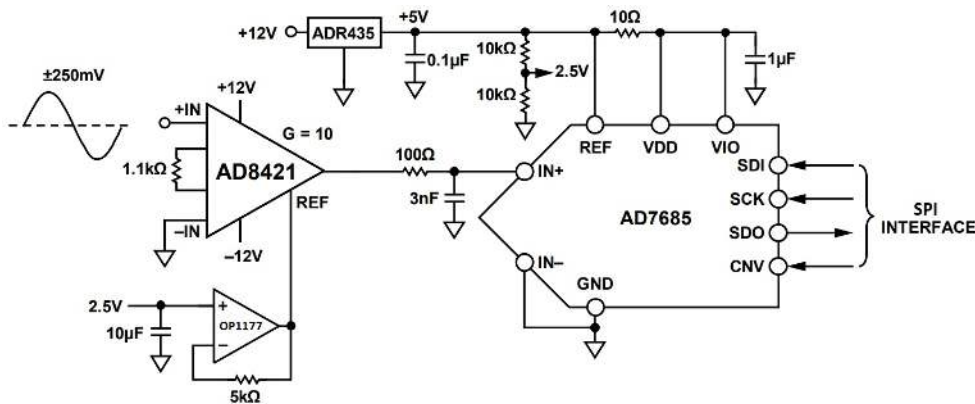 +12V
ADR435
+5V
0.1µF
10kΩ
10kΩ
2.5V
10Ω
1µF
±250mV
+IN
+12V
G = 10
1.1kΩ
AD8421
REF
–IN
–12V
100Ω
3nF
IN+
REF
VDD
VIO
SDI
SCK
SDO
CNV
AD7685
IN–
GND
SPI
INTERFACE
2.5V
10µF
+
OP1177
–
5kΩ